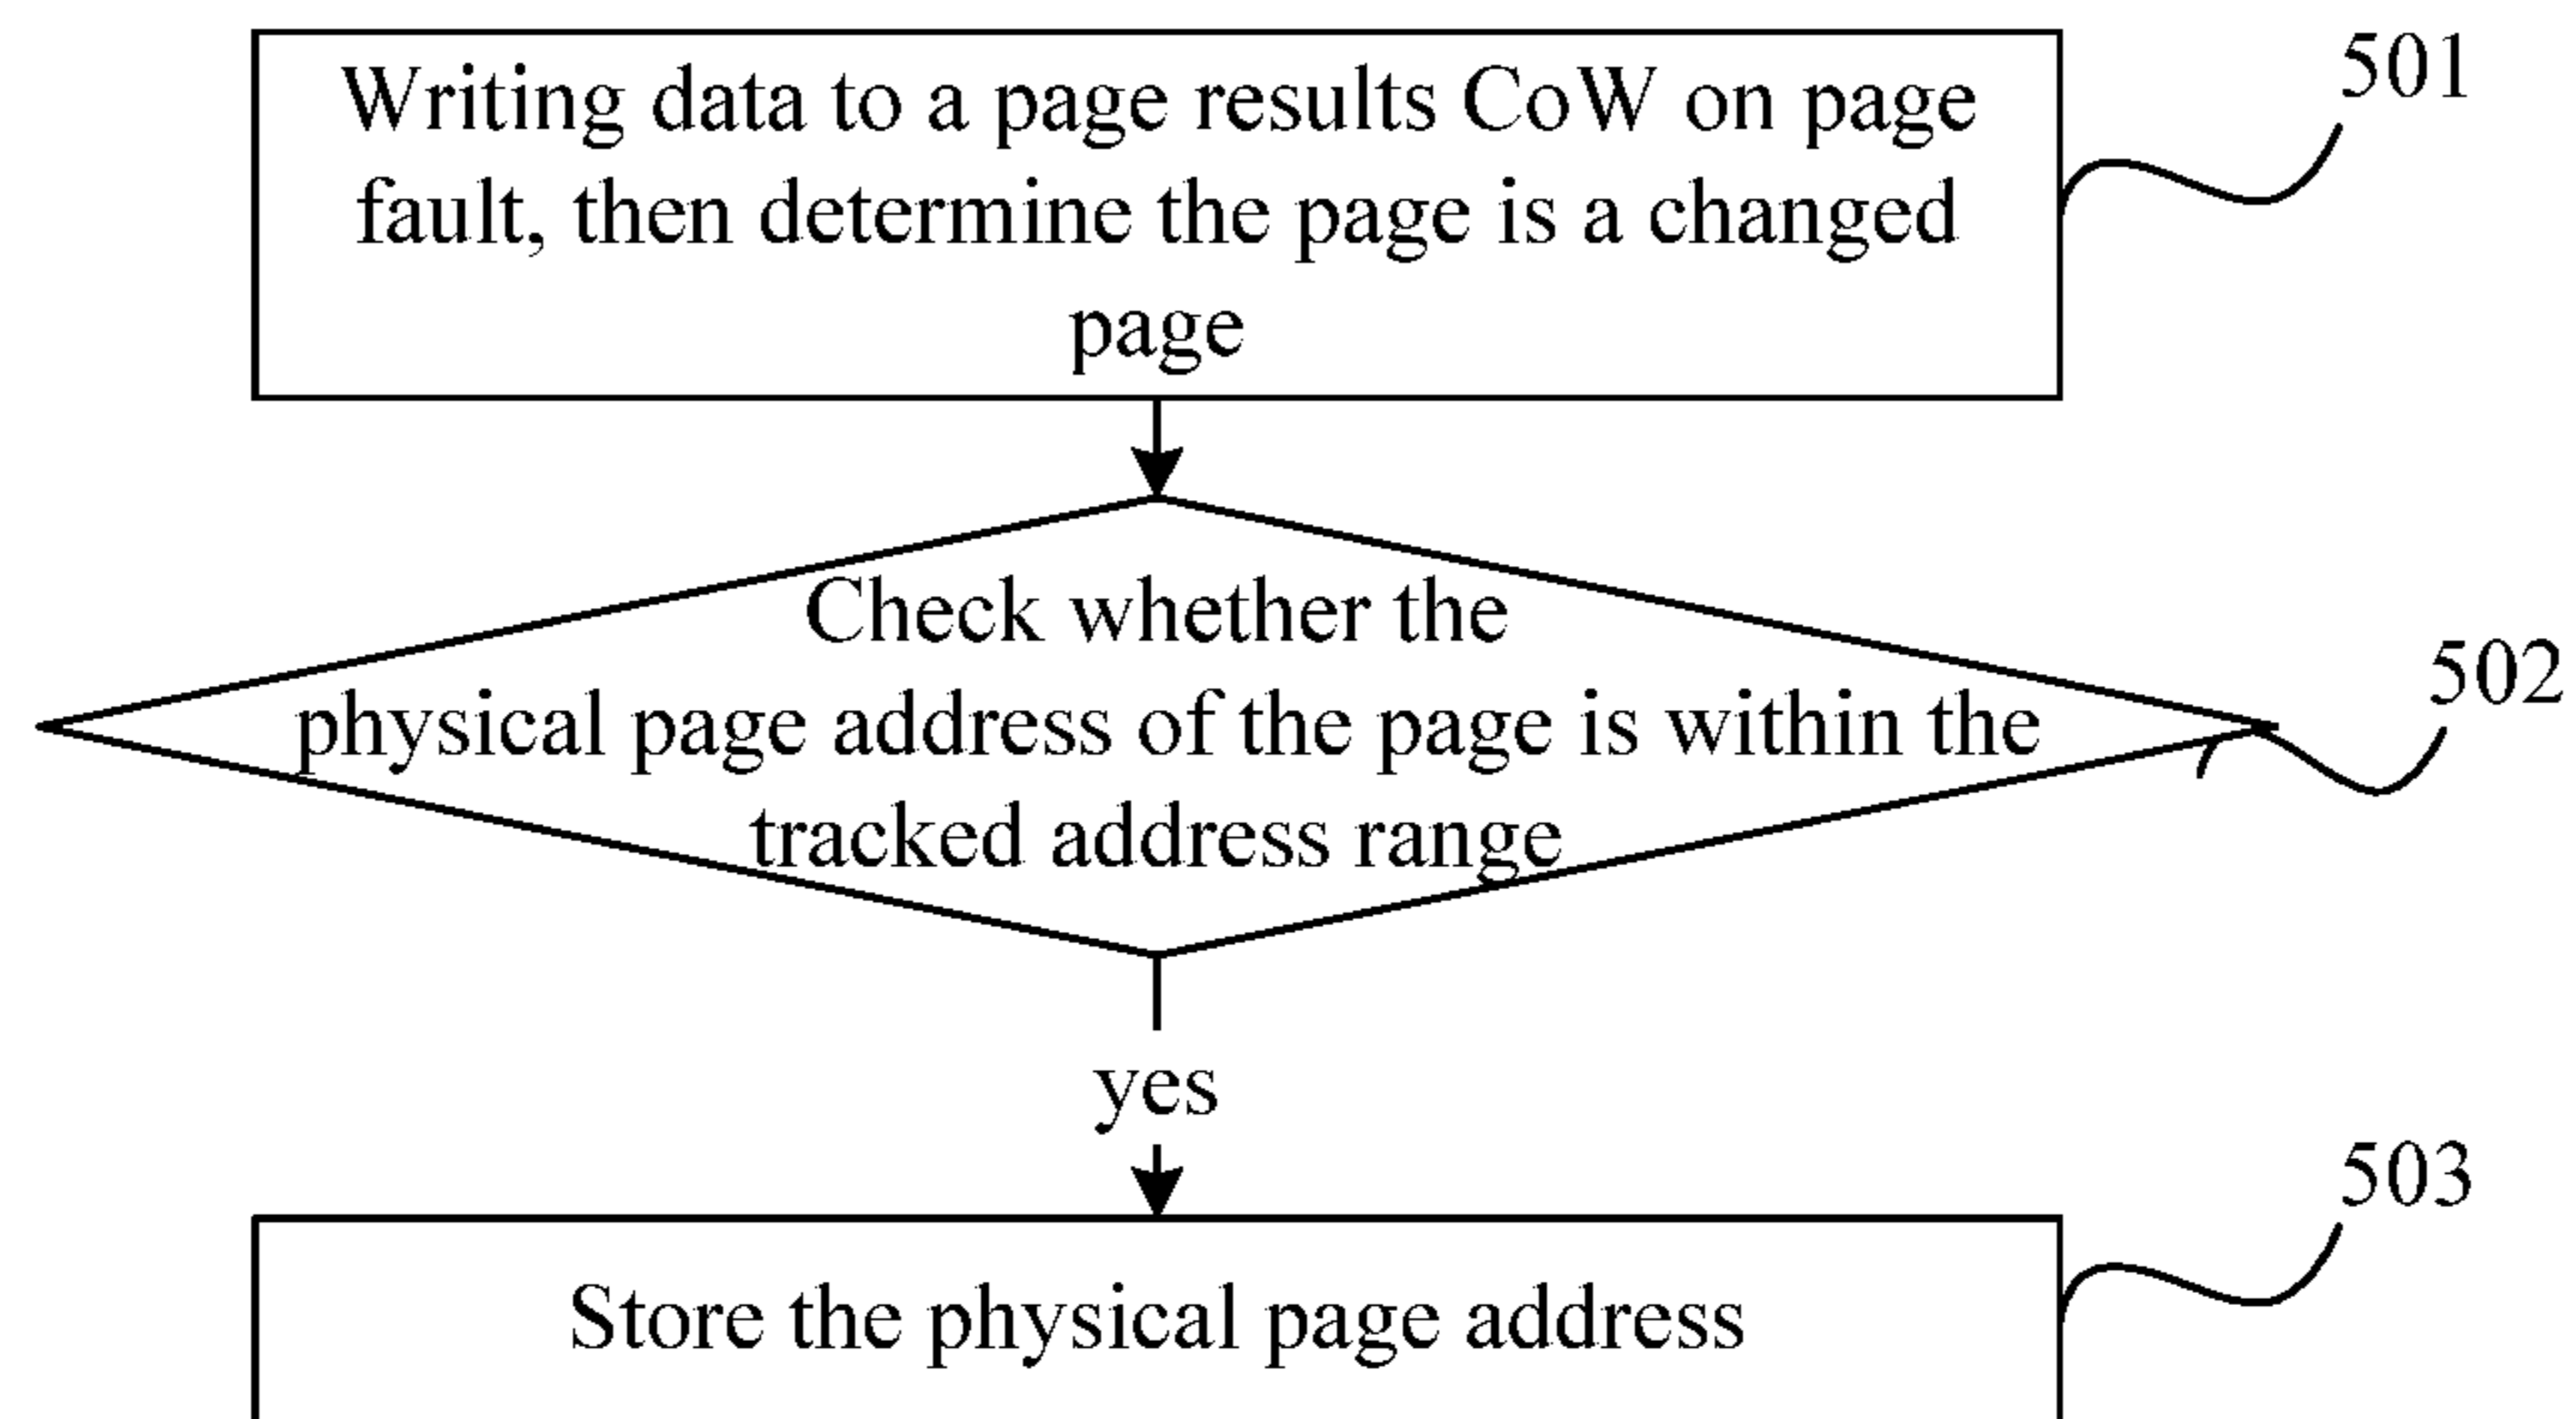 Writing data to a page results CoW on page
fault, then determine the page is a changed
page
501
Check whether the
physical page address of the page is within the
tracked address range
502
yes
Store the physical page address
503